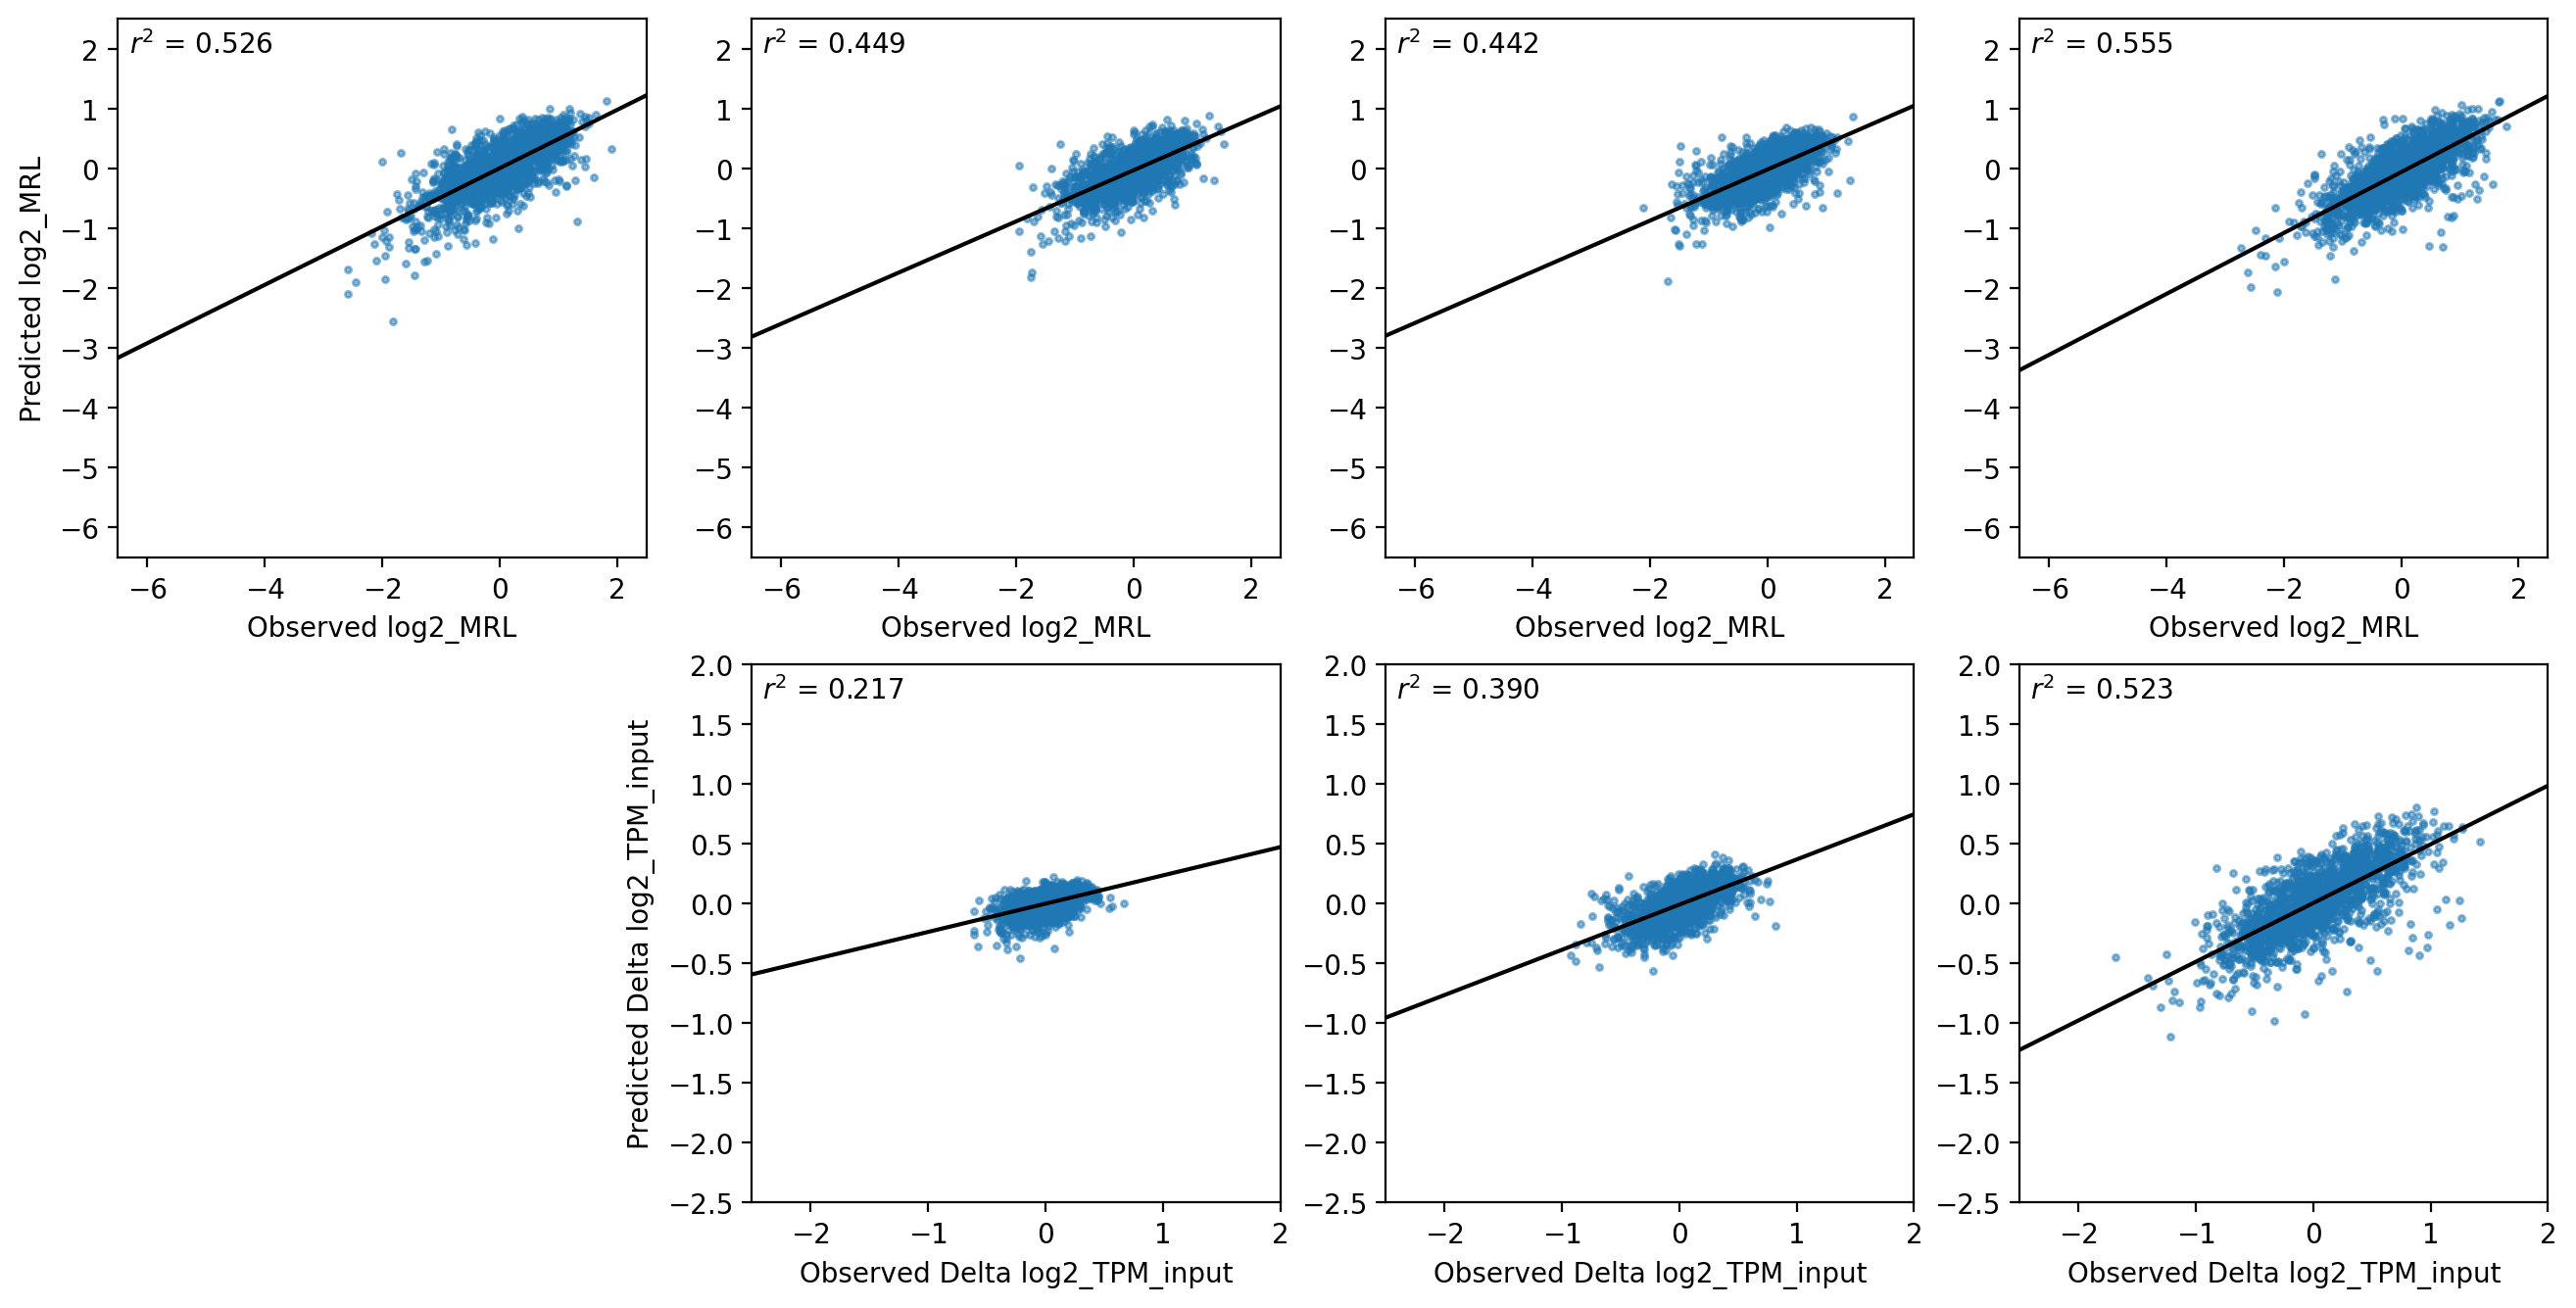 r² = 0.526
2
1
0
−1
−2
−3
−4
−5
−6
Predicted log2_MRL
−6 −4 −2 0 2
Observed log2_MRL
r² = 0.449
2
1
0
−1
−2
−3
−4
−5
−6
−6 −4 −2 0 2
Observed log2_MRL
r² = 0.442
2
1
0
−1
−2
−3
−4
−5
−6
−6 −4 −2 0 2
Observed log2_MRL
r² = 0.555
2
1
0
−1
−2
−3
−4
−5
−6
−6 −4 −2 0 2
Observed log2_MRL
r² = 0.217
2.0
1.5
1.0
0.5
0.0
−0.5
−1.0
−1.5
−2.0
−2.5
Predicted Delta log2_TPM_input
−2 −1 0 1 2
Observed Delta log2_TPM_input
r² = 0.390
2.0
1.5
1.0
0.5
0.0
−0.5
−1.0
−1.5
−2.0
−2.5
−2 −1 0 1 2
Observed Delta log2_TPM_input
r² = 0.523
2.0
1.5
1.0
0.5
0.0
−0.5
−1.0
−1.5
−2.0
−2.5
−2 −1 0 1 2
Observed Delta log2_TPM_input